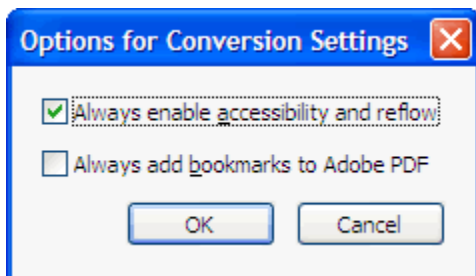 Options for Conversion Settings
Always enable accessibility and reflow
Always add bookmarks to Adobe PDF
OK
Cancel